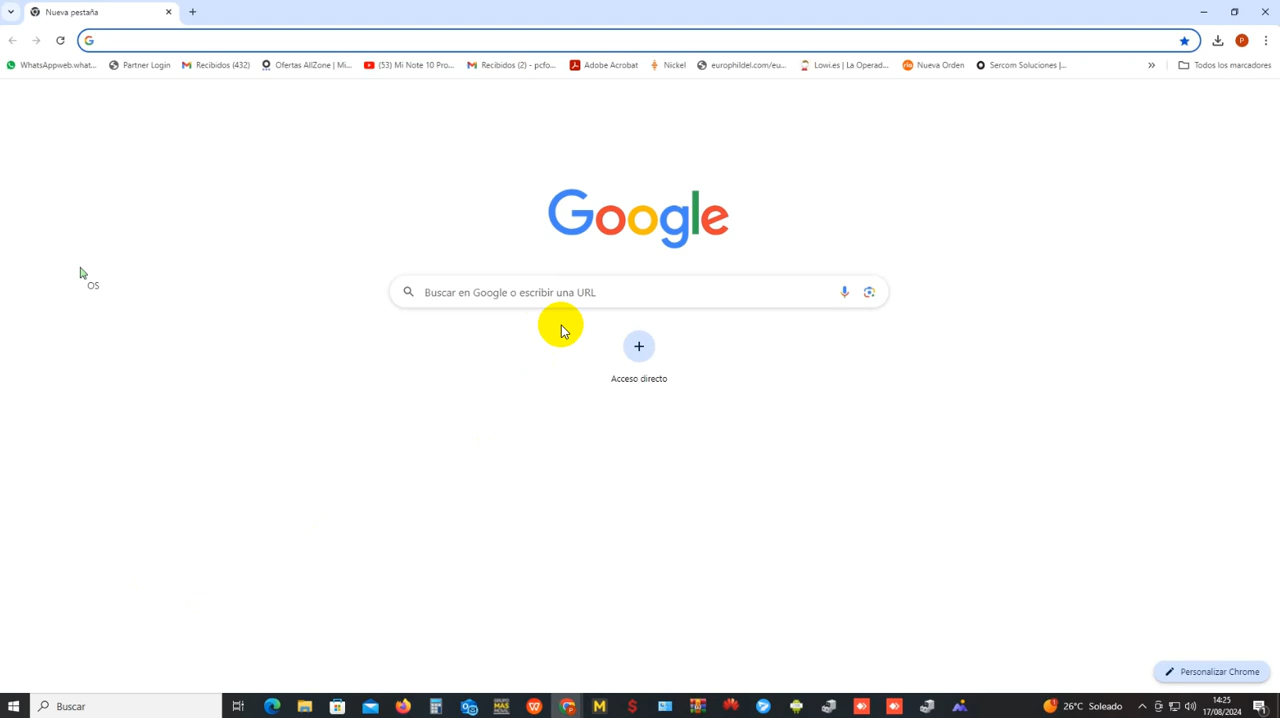 Nueva pestaña
WhatsAppweb.what... Partner Login Recibidos (432) Ofertas AllZone | Mi... (53) Mi Note 10 Pro... Recibidos (2) - pcfo... Adobe Acrobat Nickel europhildel.com/eu... Lowi.es | La Operad... Nueva Orden Sercom Soluciones |... » Todos los marcadores
Google
OS
Buscar en Google o escribir una URL
Acceso directo
Personalizar Chrome
Buscar
26°C Soleado
14:25
17/08/2024